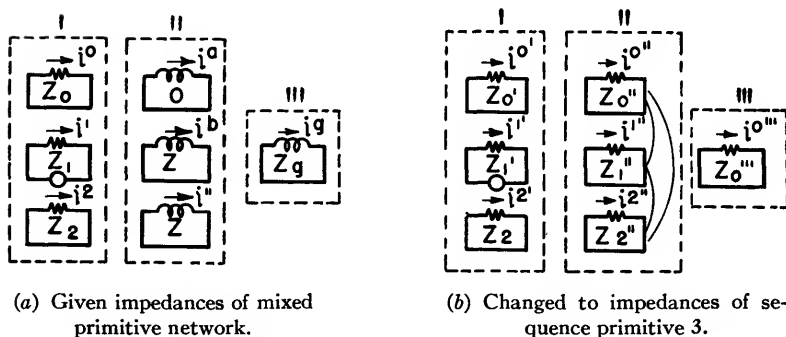 I
i⁰
Z₀
i'
Z₁
i²
Z₂
II
iᵃ
0
iᵇ
Z
i''
Z
III
iᵍ
Zg
(a) Given impedances of mixed
primitive network.
I
i⁰'
Z₀'
i¹'
Z₁'
i²'
Z₂
II
i⁰''
Z₀''
i¹''
Z₁''
i²''
Z₂''
III
i⁰'''
Z₀'''
(b) Changed to impedances of se-
quence primitive 3.